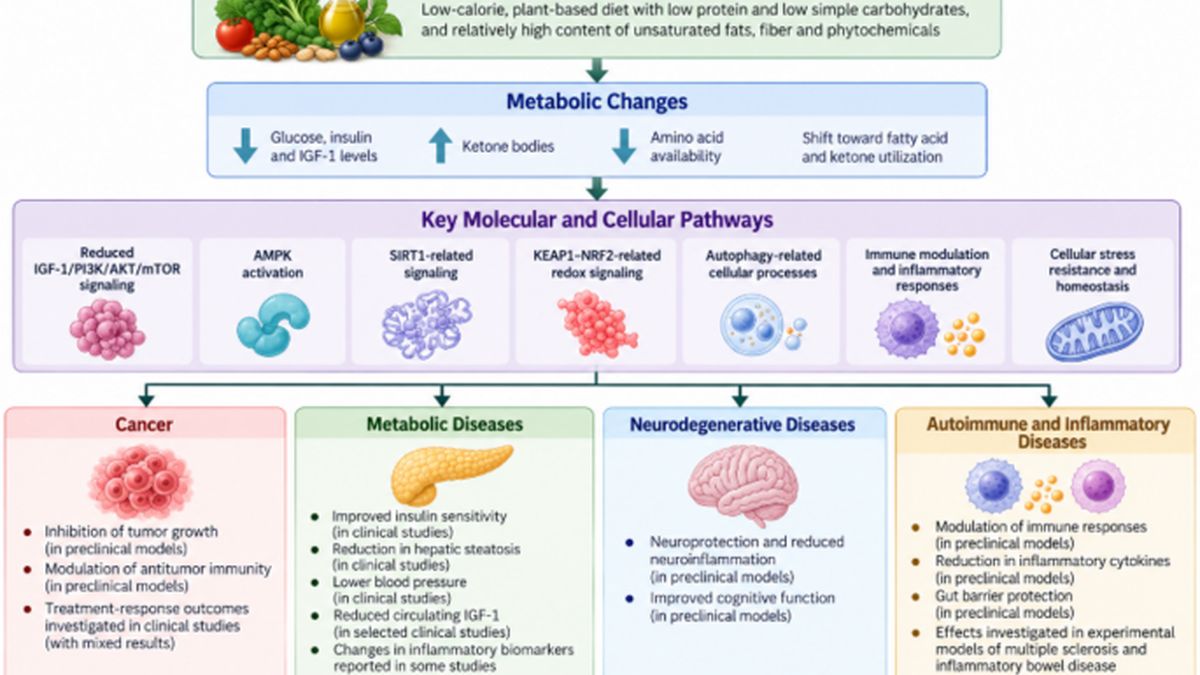 Low-calorie, plant-based diet with low protein and low simple carbohydrates,
and relatively high content of unsaturated fats, fiber and phytochemicals
Metabolic Changes
Glucose, insulin
and IGF-1 levels
Ketone bodies
Amino acid
availability
Shift toward fatty acid
and ketone utilization
Key Molecular and Cellular Pathways
Reduced
IGF-1/PI3K/AKT/mTOR
signaling
AMPK
activation
SIRT1-related
signaling
KEAP1-NRF2-related
redox signaling
Autophagy-related
cellular processes
Immune modulation
and inflammatory
responses
Cellular stress
resistance and
homeostasis
Cancer
• Inhibition of tumor growth
(in preclinical models)
• Modulation of antitumor immunity
(in preclinical models)
• Treatment-response outcomes
investigated in clinical studies
(with mixed results)
Metabolic Diseases
• Improved insulin sensitivity
(in clinical studies)
• Reduction in hepatic steatosis
(in clinical studies)
• Lower blood pressure
(in clinical studies)
• Reduced circulating IGF-1
(in selected clinical studies)
• Changes in inflammatory biomarkers
reported in some studies
Neurodegenerative Diseases
• Neuroprotection and reduced
neuroinflammation
(in preclinical models)
• Improved cognitive function
(in preclinical models)
Autoimmune and Inflammatory
Diseases
• Modulation of immune responses
(in preclinical models)
• Reduction in inflammatory cytokines
(in preclinical models)
• Gut barrier protection
(in preclinical models)
• Effects investigated in experimental
models of multiple sclerosis and
inflammatory bowel disease